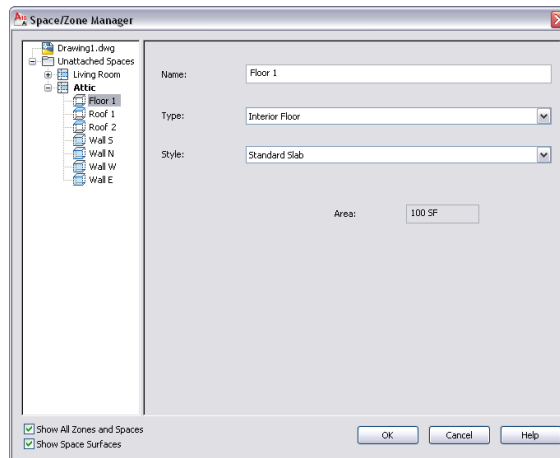 Space/Zone Manager
Drawing1.dwg
Unattached Spaces
Living Room
Attic
Floor 1
Roof 1
Roof 2
Wall S
Wall N
Wall W
Wall E
Name: Floor 1
Type: Interior Floor
Style: Standard Slab
Area: 100 SF
Show All Zones and Spaces
Show Space Surfaces
OK Cancel Help